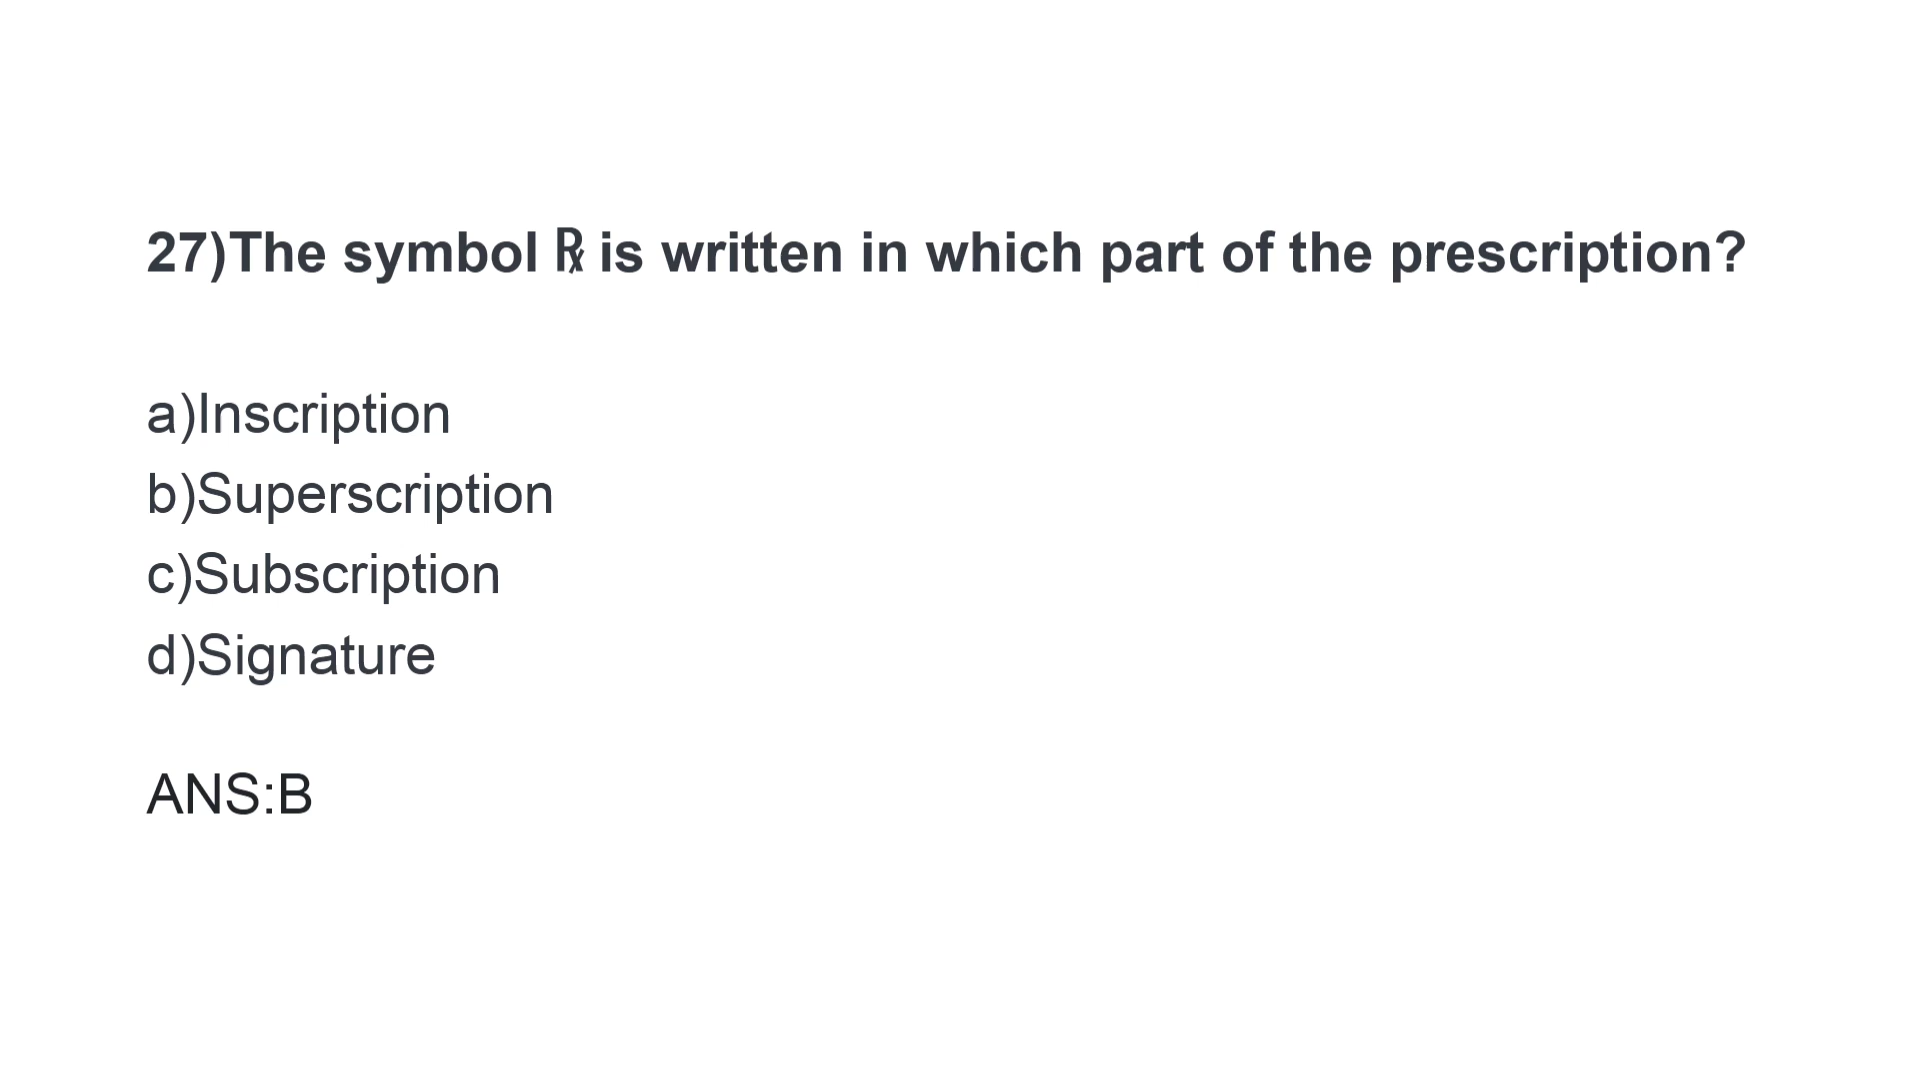 27)The symbol ℞ is written in which part of the prescription?
a)Inscription
b)Superscription
c)Subscription
d)Signature
ANS:B